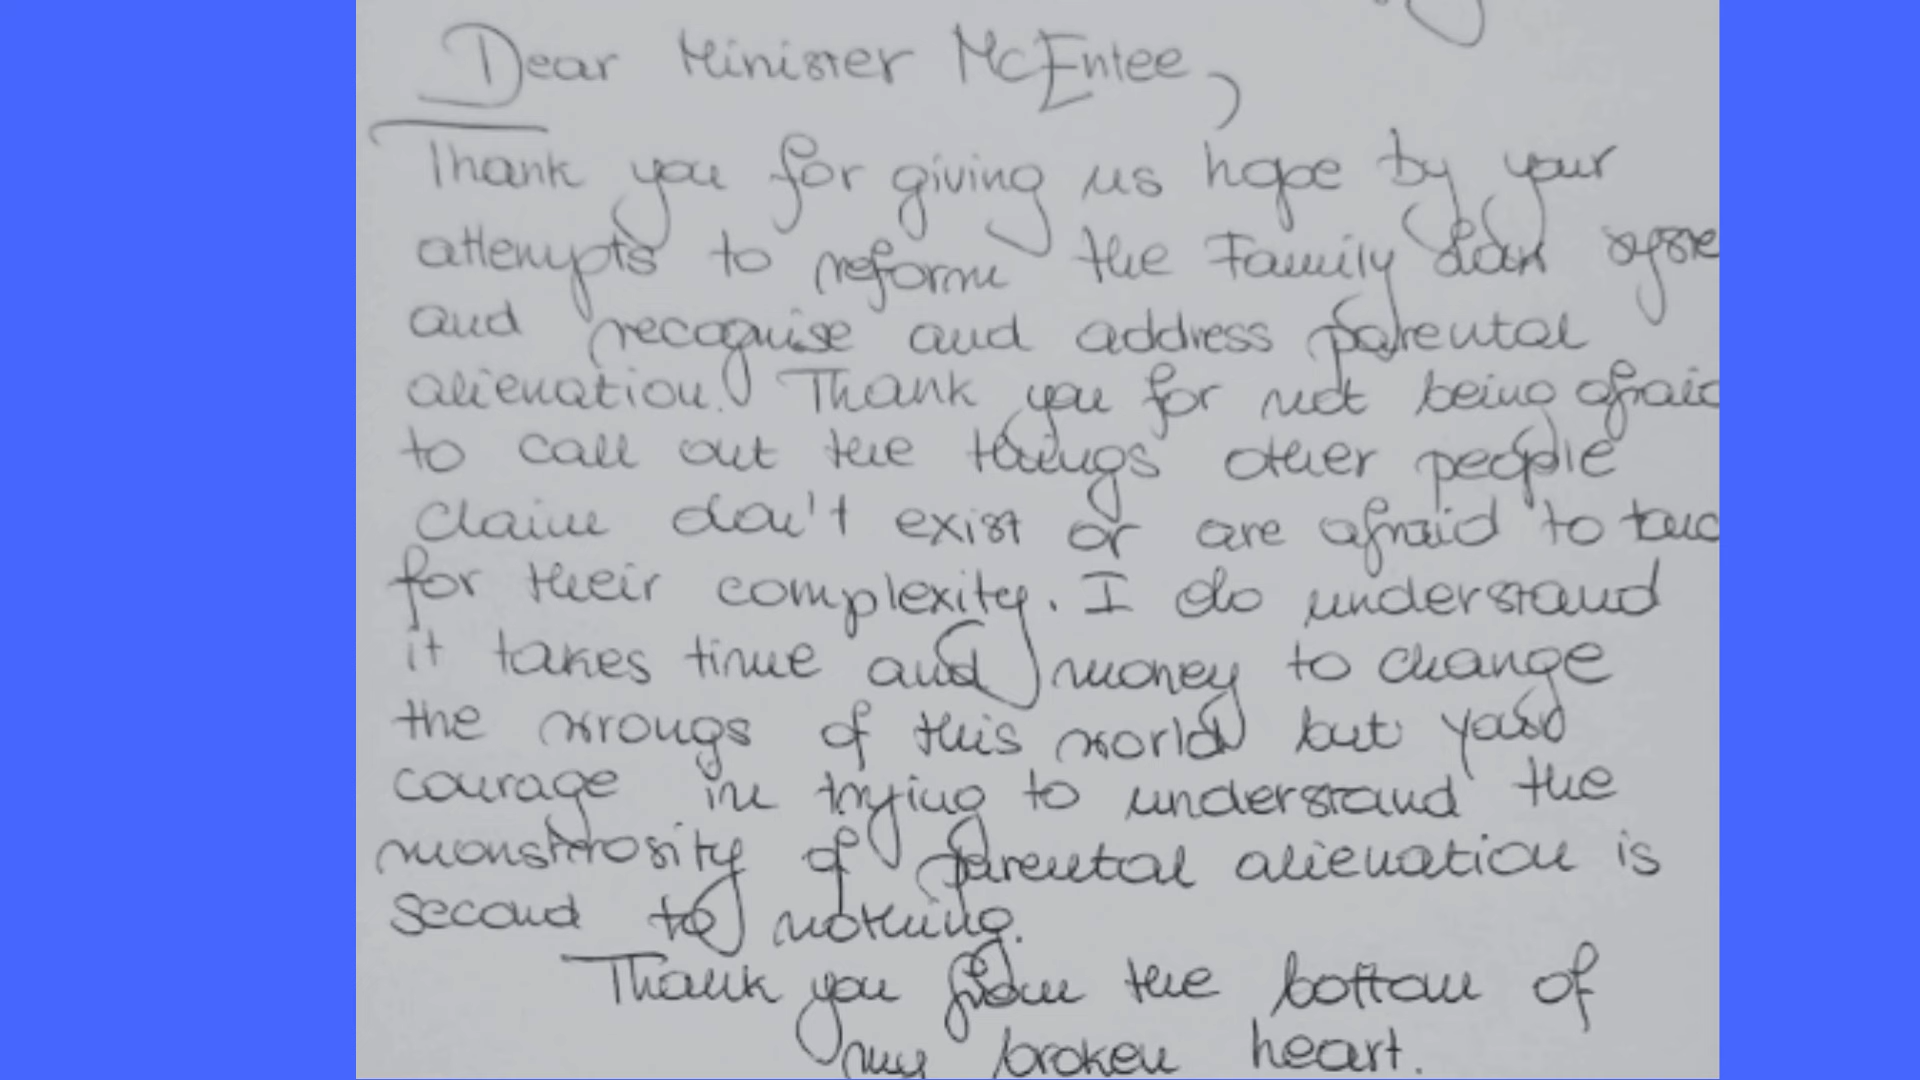 Dear Minister McEntee,
Thank you for giving us hope by your
attempts to reform the Family Law syste
and recognise and address parental
alienation. Thank you for not being afraid
to call out the things other people
claim don't exist or are afraid to touc
for their complexity. I do understand
it takes time and money to change
the wrongs of this world but your
courage in trying to understand the
monsterosity of parental alienation is
second to nothing.
Thank you from the bottom of
my broken heart.